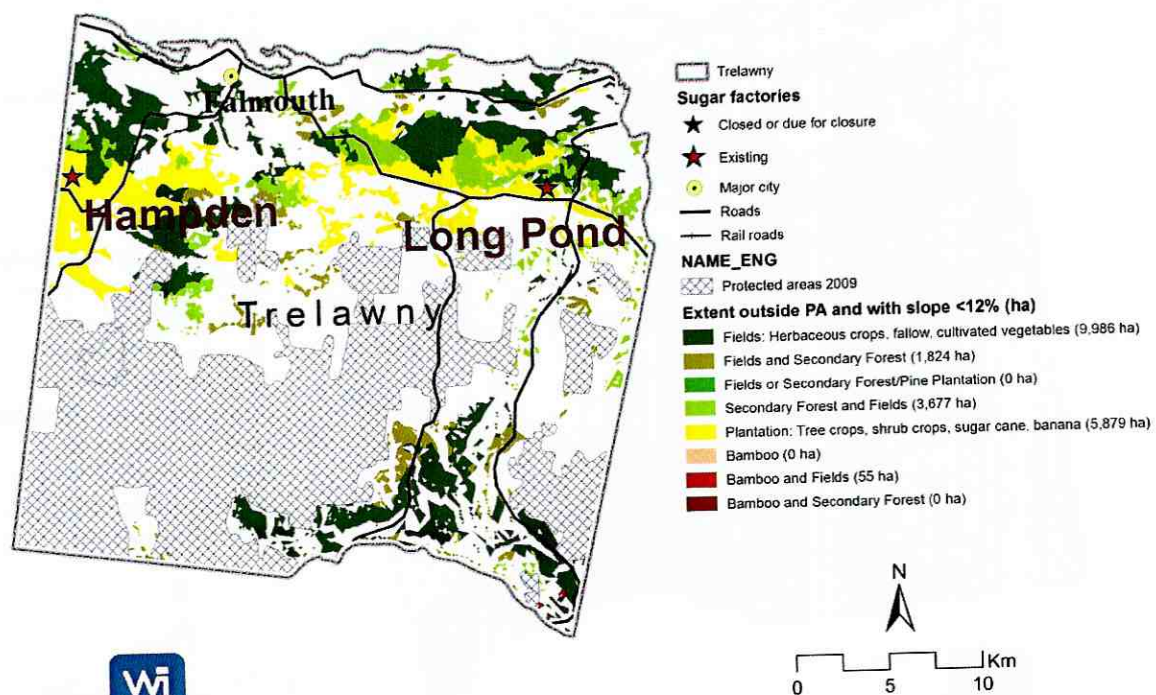 Falmouth
Hampden
Long Pond
Trelawny
Trelawny
Sugar factories
Closed or due for closure
Existing
Major city
Roads
Rail roads
NAME_ENG
Protected areas 2009
Extent outside PA and with slope <12% (ha)
Fields: Herbaceous crops, fallow, cultivated vegetables (9,986 ha)
Fields and Secondary Forest (1,824 ha)
Fields or Secondary Forest/Pine Plantation (0 ha)
Secondary Forest and Fields (3,677 ha)
Plantation: Tree crops, shrub crops, sugar cane, banana (5,879 ha)
Bamboo (0 ha)
Bamboo and Fields (55 ha)
Bamboo and Secondary Forest (0 ha)
N
Km
0 5 10
Wi